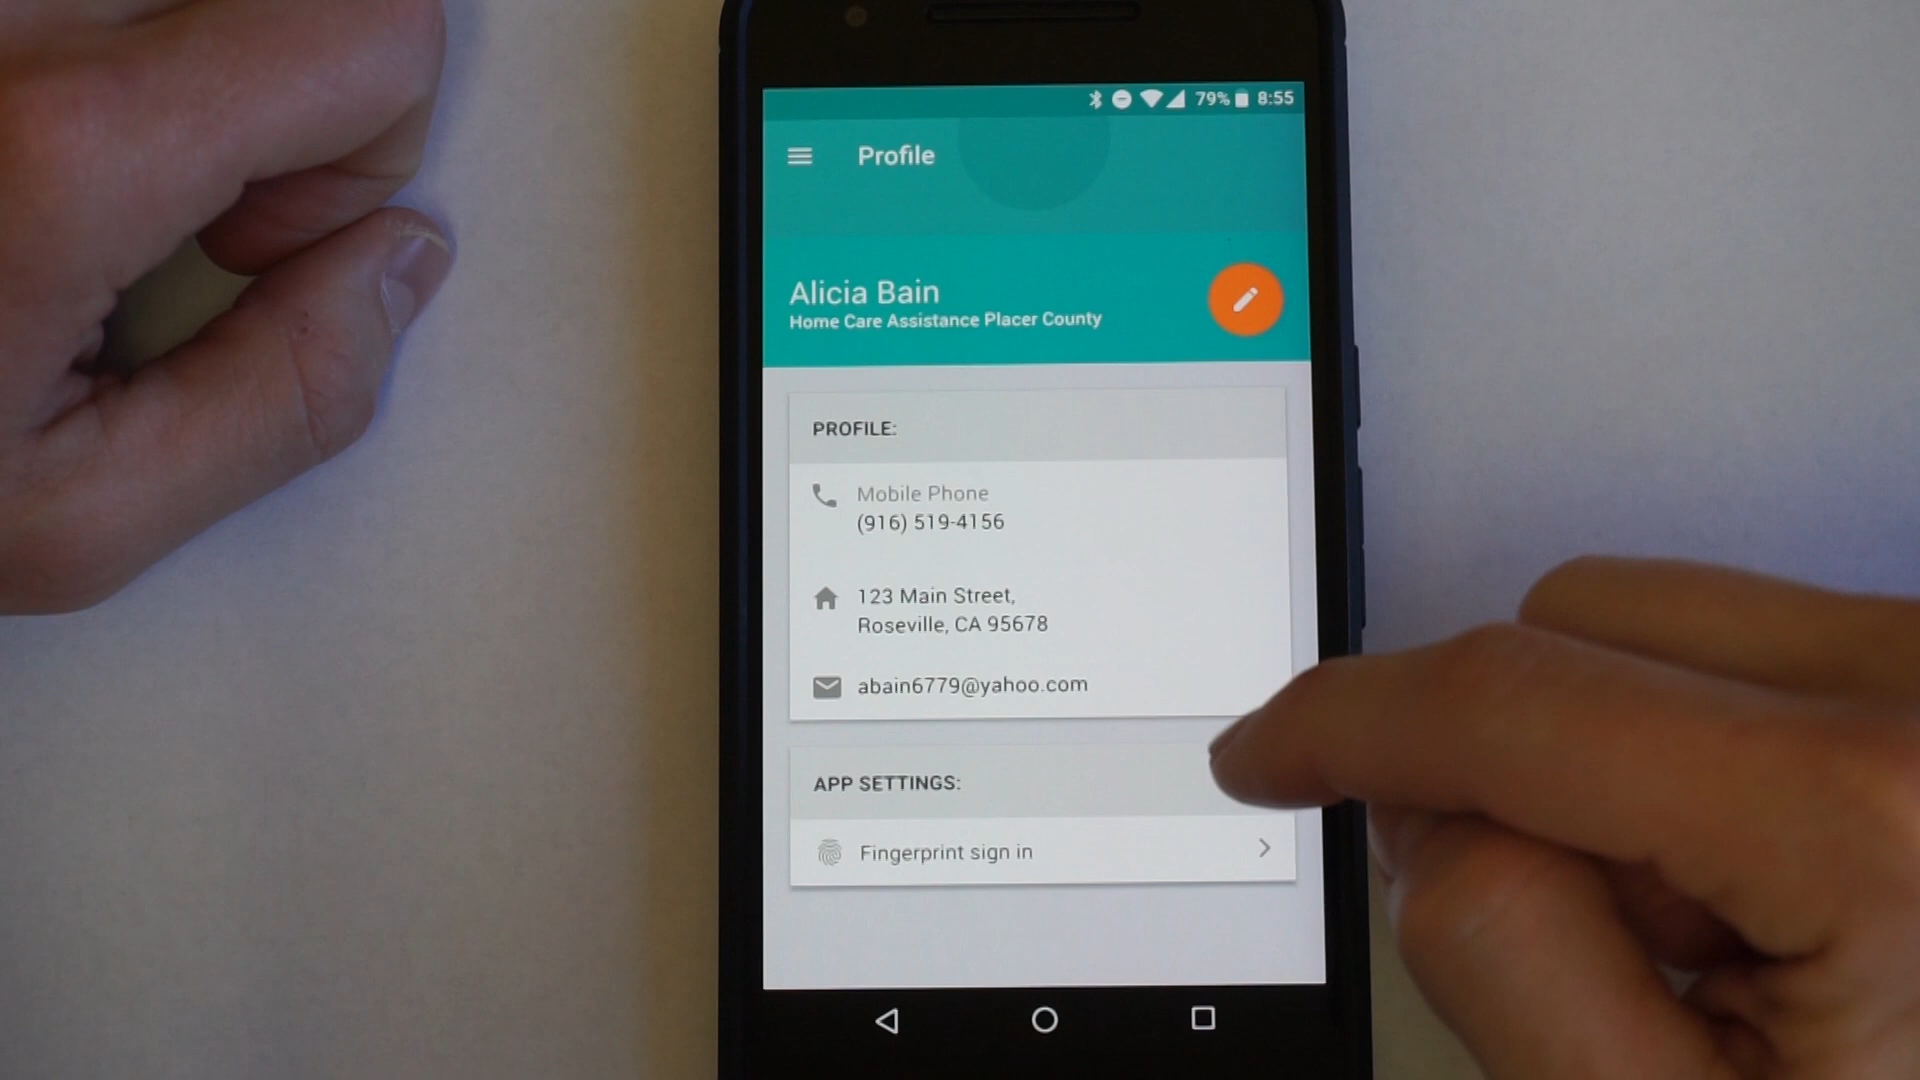 79% 8:55
Profile
Alicia Bain
Home Care Assistance Placer County
PROFILE:
Mobile Phone
(916) 519-4156
123 Main Street,
Roseville, CA 95678
abain6779@yahoo.com
APP SETTINGS:
Fingerprint sign in